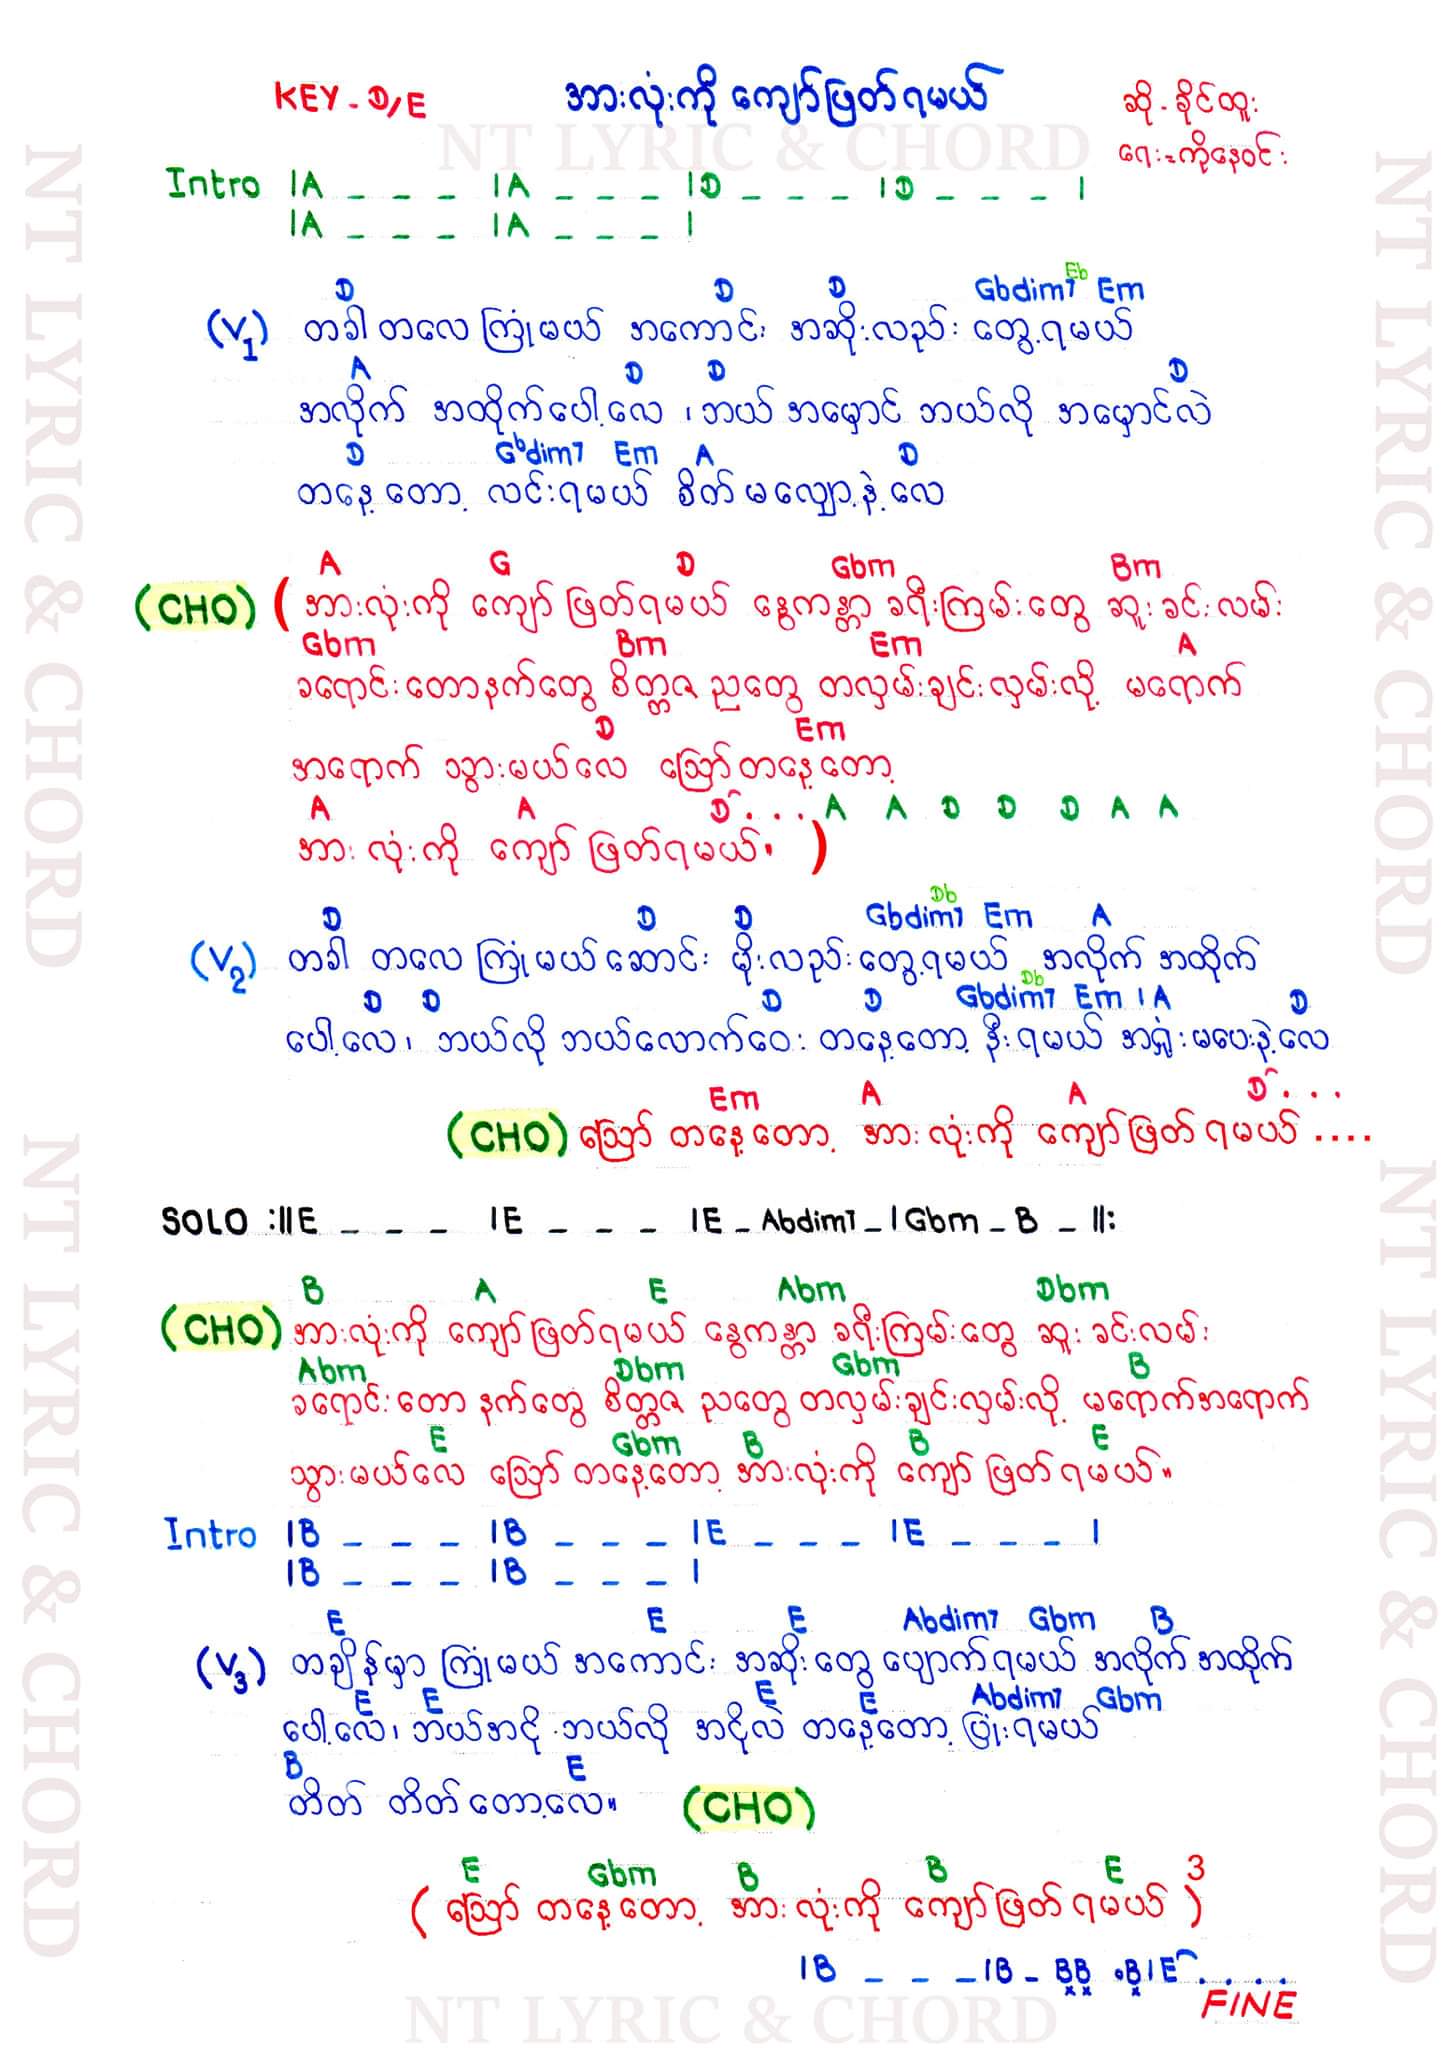 KEY - D/E အားလုံးကို ကျော်ဖြတ်ရမယ် ဆို - ခိုင်ထူး
ရေး = ကိုနေဝင်း
NT LYRIC & CHORD
Intro |A _ _ _ |A _ _ _ |D _ _ _ |D _ _ _ |
|A _ _ _ |A _ _ _ |
D D D Gbdim7 Eb Em
(V1) တခါတလေ ကြုံမယ် အကောင်း အဆိုးလည်း တွေ့ရမယ်
A D D D
အလိုက် အထိုက်ပေါ့လေ ၊ ဘယ် အမှောင် ဘယ်လို အမှောင်လဲ
D Gbdim7 Em A D
တနေ့တော့ လင်းရမယ် စိတ်မလျှော့နဲ့လေ
A G D Gbm Bm
(CHO) (အားလုံးကို ကျော်ဖြတ်ရမယ် နွေကန္တာ ခရီးကြမ်းတွေ ဆူးခင်းလမ်း
Gbm Bm Em A
ခရောင်းတောနက်တွေ စိတ္တဇ ညတွေ တလှမ်းချင်းလှမ်းလို့ မရောက်
D Em
အရောက် သွားမယ်လေ သြော်တနေ့တော့
A A D . . . A A D D D A A
အားလုံးကို ကျော်ဖြတ်ရမယ်။ )
D D D Gbdim7 Db Em A
(V2) တခါ တလေ ကြုံမယ် ဆောင်း မိုးလည်းတွေ့ရမယ် အလိုက် အထိုက်
D D D D Gbdim7 Db Em | A D
ပေါ့လေ၊ ဘယ်လို ဘယ်လောက်ဝေး တနေ့တော့ နီးရမယ် အရှုံးမပေးနဲ့လေ
Em A A D . . .
(CHO) သြော် တနေ့တော့ အားလုံးကို ကျော်ဖြတ်ရမယ် ....
SOLO :||E _ _ _ |E _ _ _ |E _ Abdim7 _ | Gbm _ B _ ||:
B A E Abm Dbm
(CHO) အားလုံးကို ကျော်ဖြတ်ရမယ် နွေကန္တာ ခရီးကြမ်းတွေ ဆူးခင်းလမ်း
Abm Dbm Gbm B
ခရောင်းတောနက်တွေ စိတ္တဇ ညတွေ တလှမ်းချင်းလှမ်းလို့ မရောက်အရောက်
E Gbm B B E
သွားမယ်လေ သြော် တနေ့တော့ အားလုံးကို ကျော်ဖြတ်ရမယ်။
Intro |B _ _ _ |B _ _ _ |E _ _ _ |E _ _ _ |
|B _ _ _ |B _ _ _ |
E E E Abdim7 Gbm B
(V3) တချိန်မှာ ကြုံမယ် အကောင်း အဆိုးတွေ ပျောက်ရမယ် အလိုက် အထိုက်
E E E E Abdim7 Gbm
ပေါ့လေ၊ ဘယ်အငို ဘယ်လို အငိုလဲ တနေ့တော့ ပြုံးရမယ်
B E
တိတ် တိတ်တော့လေ။ (CHO)
E Gbm B B E
( သြော် တနေ့တော့ အားလုံးကို ကျော်ဖြတ်ရမယ် )3
|B _ _ _ |B _ BB . B | E . . . .
FINE
NT LYRIC & CHORD
NT LYRIC & CHORD
NT LYRIC & CHORD
NT LYRIC & CHORD
NT LYRIC & CHORD